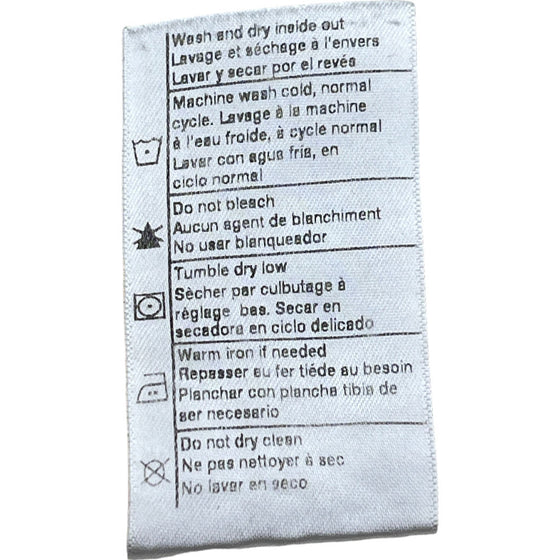 Wash and dry inside out
Lavage et séchage à l'envers
Lavar y secar por el revés
Machine wash cold, normal
cycle. Lavage à la machine
à l'eau froide, à cycle normal
Lavar con agua fria, en
ciclo normal
Do not bleach
Aucun agent de blanchiment
No usar blanqueador
Tumble dry low
Sècher par culbutage à
règlage bas. Secar en
secadora en ciclo delicado
Warm iron if needed
Repasser au fer tiéde au besoin
Planchar con plancha tibia de
ser necesario
Do not dry clean
Ne pas nettoyer à sec
No lavar en seco